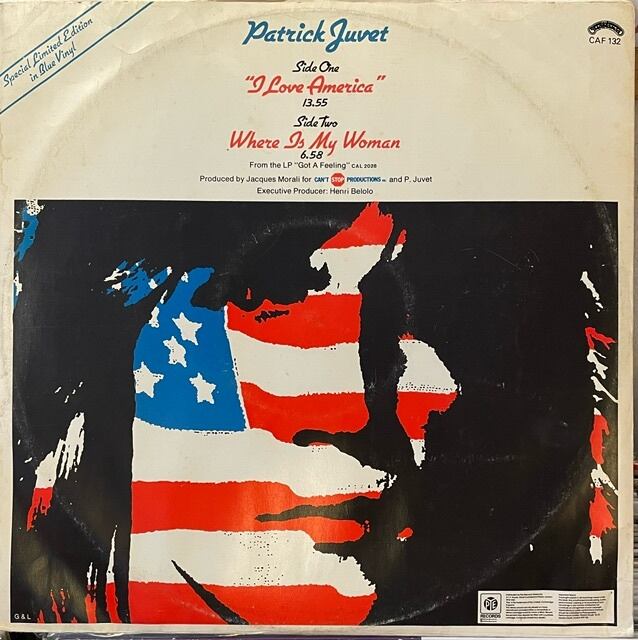 Special Limited Edition
in Blue Vinyl
Patrick Juvet
CAF 132
Side One
"I Love America"
13.55
Side Two
Where Is My Woman
6.58
From the LP "Got A Feeling" CAL 2028
Produced by Jacques Morali for CAN'T STOP PRODUCTIONS INC and P. Juvet
Executive Producer: Henri Belolo
G & L
PYE
RECORDS